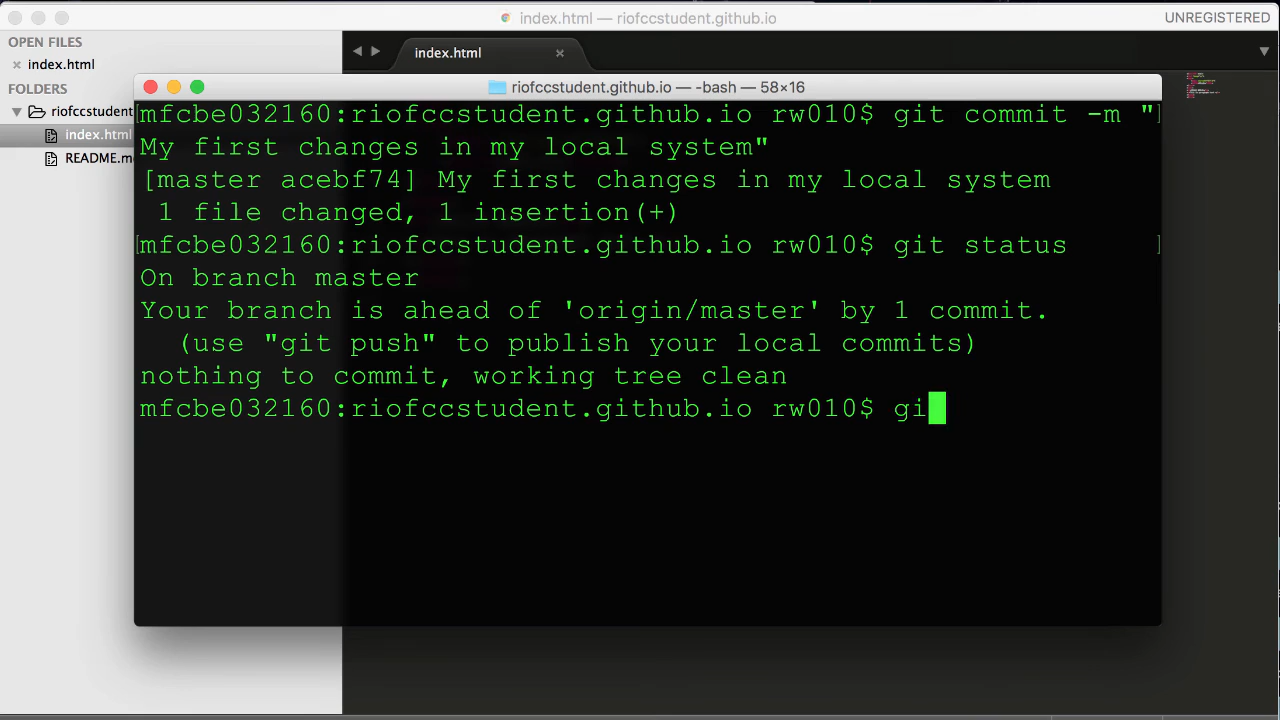 index.html — riofccstudent.github.io
UNREGISTERED
OPEN FILES
index.html
index.html
FOLDERS
riofccstudent
index.html
README.m
riofccstudent.github.io — -bash — 58×16
mfcbe032160:riofccstudent.github.io rw010$ git commit -m "
My first changes in my local system"
[master acebf74] My first changes in my local system
1 file changed, 1 insertion(+)
mfcbe032160:riofccstudent.github.io rw010$ git status
On branch master
Your branch is ahead of 'origin/master' by 1 commit.
(use "git push" to publish your local commits)
nothing to commit, working tree clean
mfcbe032160:riofccstudent.github.io rw010$ gi